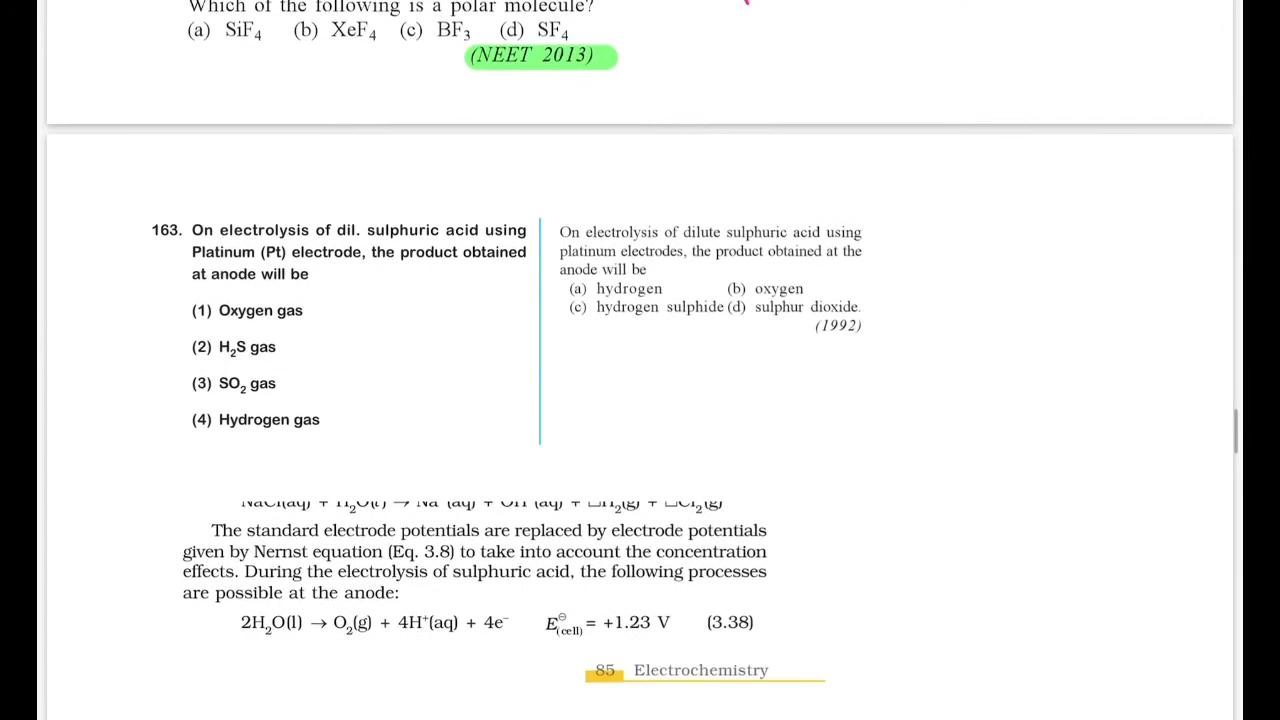 Which of the following is a polar molecule?
(a) SiF₄ (b) XeF₄ (c) BF₃ (d) SF₄
(NEET 2013)
163. On electrolysis of dil. sulphuric acid using
Platinum (Pt) electrode, the product obtained
at anode will be
(1) Oxygen gas
(2) H₂S gas
(3) SO₂ gas
(4) Hydrogen gas
On electrolysis of dilute sulphuric acid using
platinum electrodes, the product obtained at the
anode will be
(a) hydrogen (b) oxygen
(c) hydrogen sulphide (d) sulphur dioxide.
(1992)
The standard electrode potentials are replaced by electrode potentials
given by Nernst equation (Eq. 3.8) to take into account the concentration
effects. During the electrolysis of sulphuric acid, the following processes
are possible at the anode:
2H₂O(l) → O₂(g) + 4H⁺(aq) + 4e⁻ E⊖(cell) = +1.23 V (3.38)
85 Electrochemistry